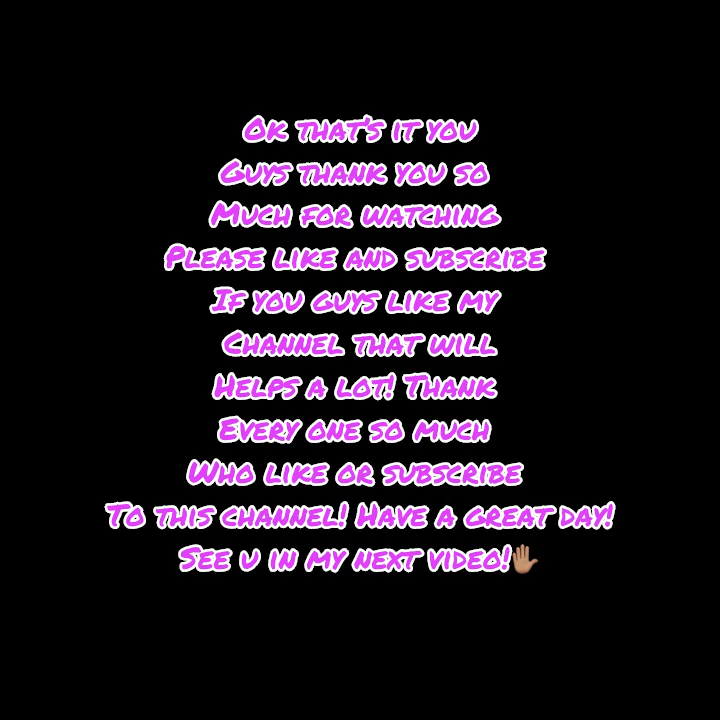 Ok that's it you
Guys thank you so
Much for watching
Please like and subscribe
If you guys like my
Channel that will
Helps a lot! Thank
Every one so much
Who like or subscribe
To this channel! Have a great day!
See u in my next video!🖐🏽